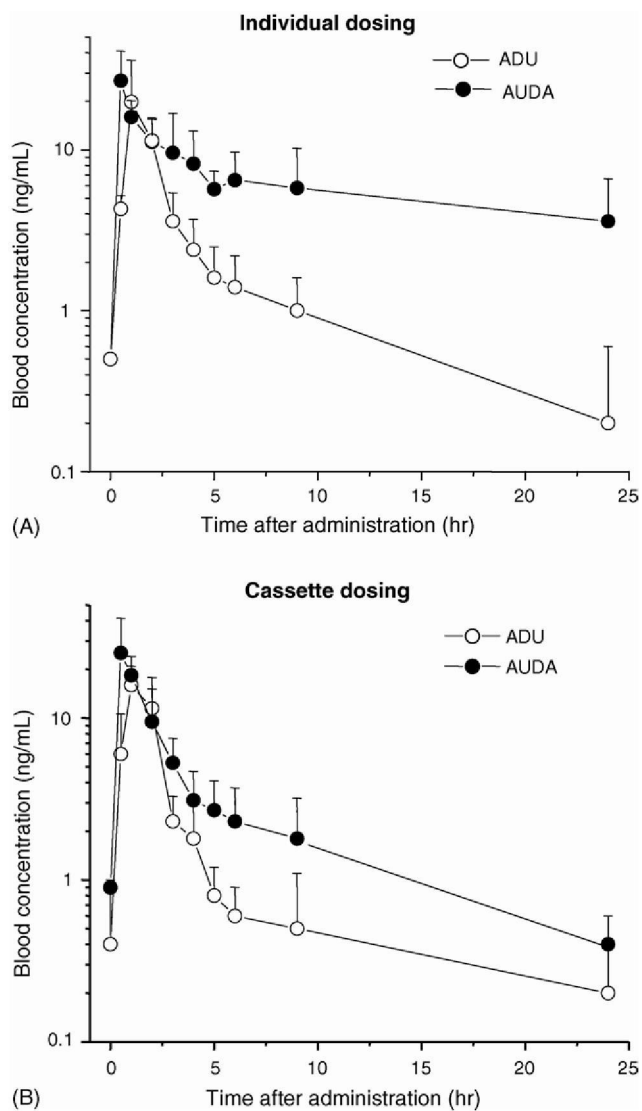 Individual dosing
ADU
AUDA
Blood concentration (ng/mL)
10
1
0.1
0 5 10 15 20 25
(A) Time after administration (hr)
Cassette dosing
ADU
AUDA
Blood concentration (ng/mL)
10
1
0.1
0 5 10 15 20 25
(B) Time after administration (hr)